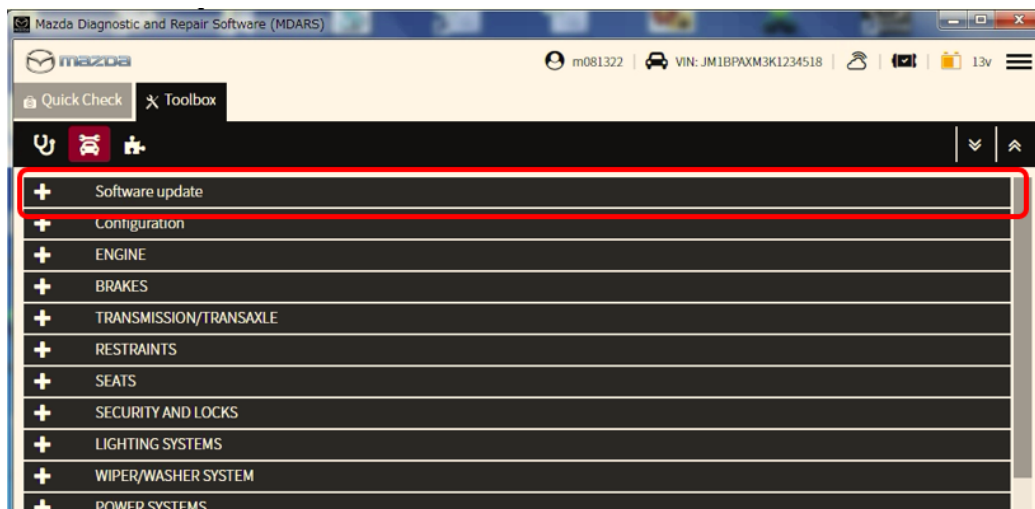 Mazda Diagnostic and Repair Software (MDARS)
mazda
m081322 | VIN: JM1BPAXM3K1234518 | | | 13v
Quick Check Toolbox
Software update
Configuration
ENGINE
BRAKES
TRANSMISSION/TRANSAXLE
RESTRAINTS
SEATS
SECURITY AND LOCKS
LIGHTING SYSTEMS
WIPER/WASHER SYSTEM
POWER SYSTEMS